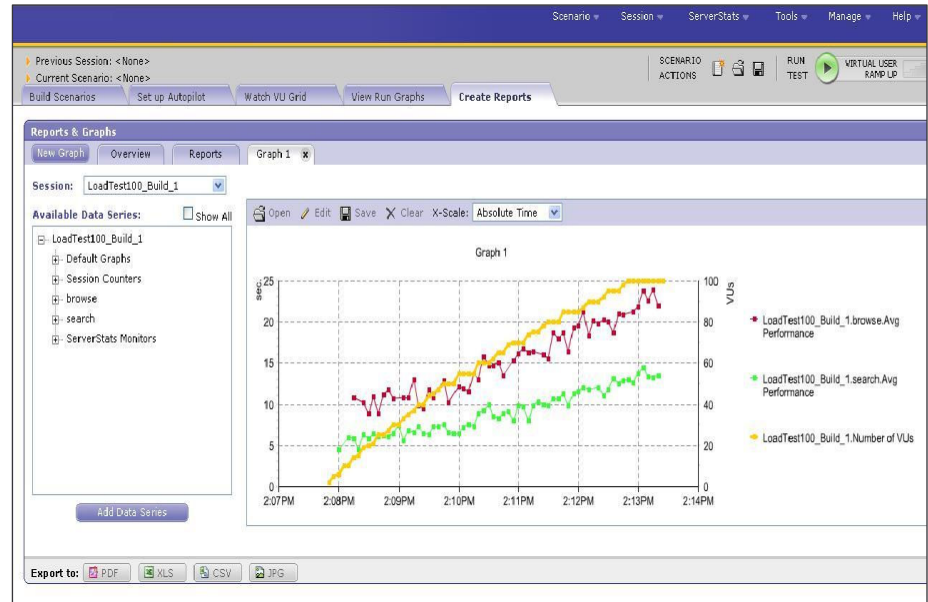 Scenario Session ServerStats Tools Manage Help
Previous Session: <None>
Current Scenario: <None>
SCENARIO ACTIONS
RUN TEST
VIRTUAL USER RAMP UP
Build Scenarios Set up Autopilot Watch VU Grid View Run Graphs Create Reports
Reports & Graphs
New Graph Overview Reports Graph 1 x
Session: LoadTest100_Build_1
Available Data Series: Show All
LoadTest100_Build_1
Default Graphs
Session Counters
browse
search
ServerStats Monitors
Add Data Series
Open Edit Save Clear X-Scale: Absolute Time
Graph 1
sec.
25
20
15
10
5
0
100
80
60
40
20
0
VUs
2:07PM 2:08PM 2:09PM 2:10PM 2:11PM 2:12PM 2:13PM 2:14PM
LoadTest100_Build_1.browse.Avg
Performance
LoadTest100_Build_1.search.Avg
Performance
LoadTest100_Build_1.Number of VUs
Export to: PDF XLS CSV JPG